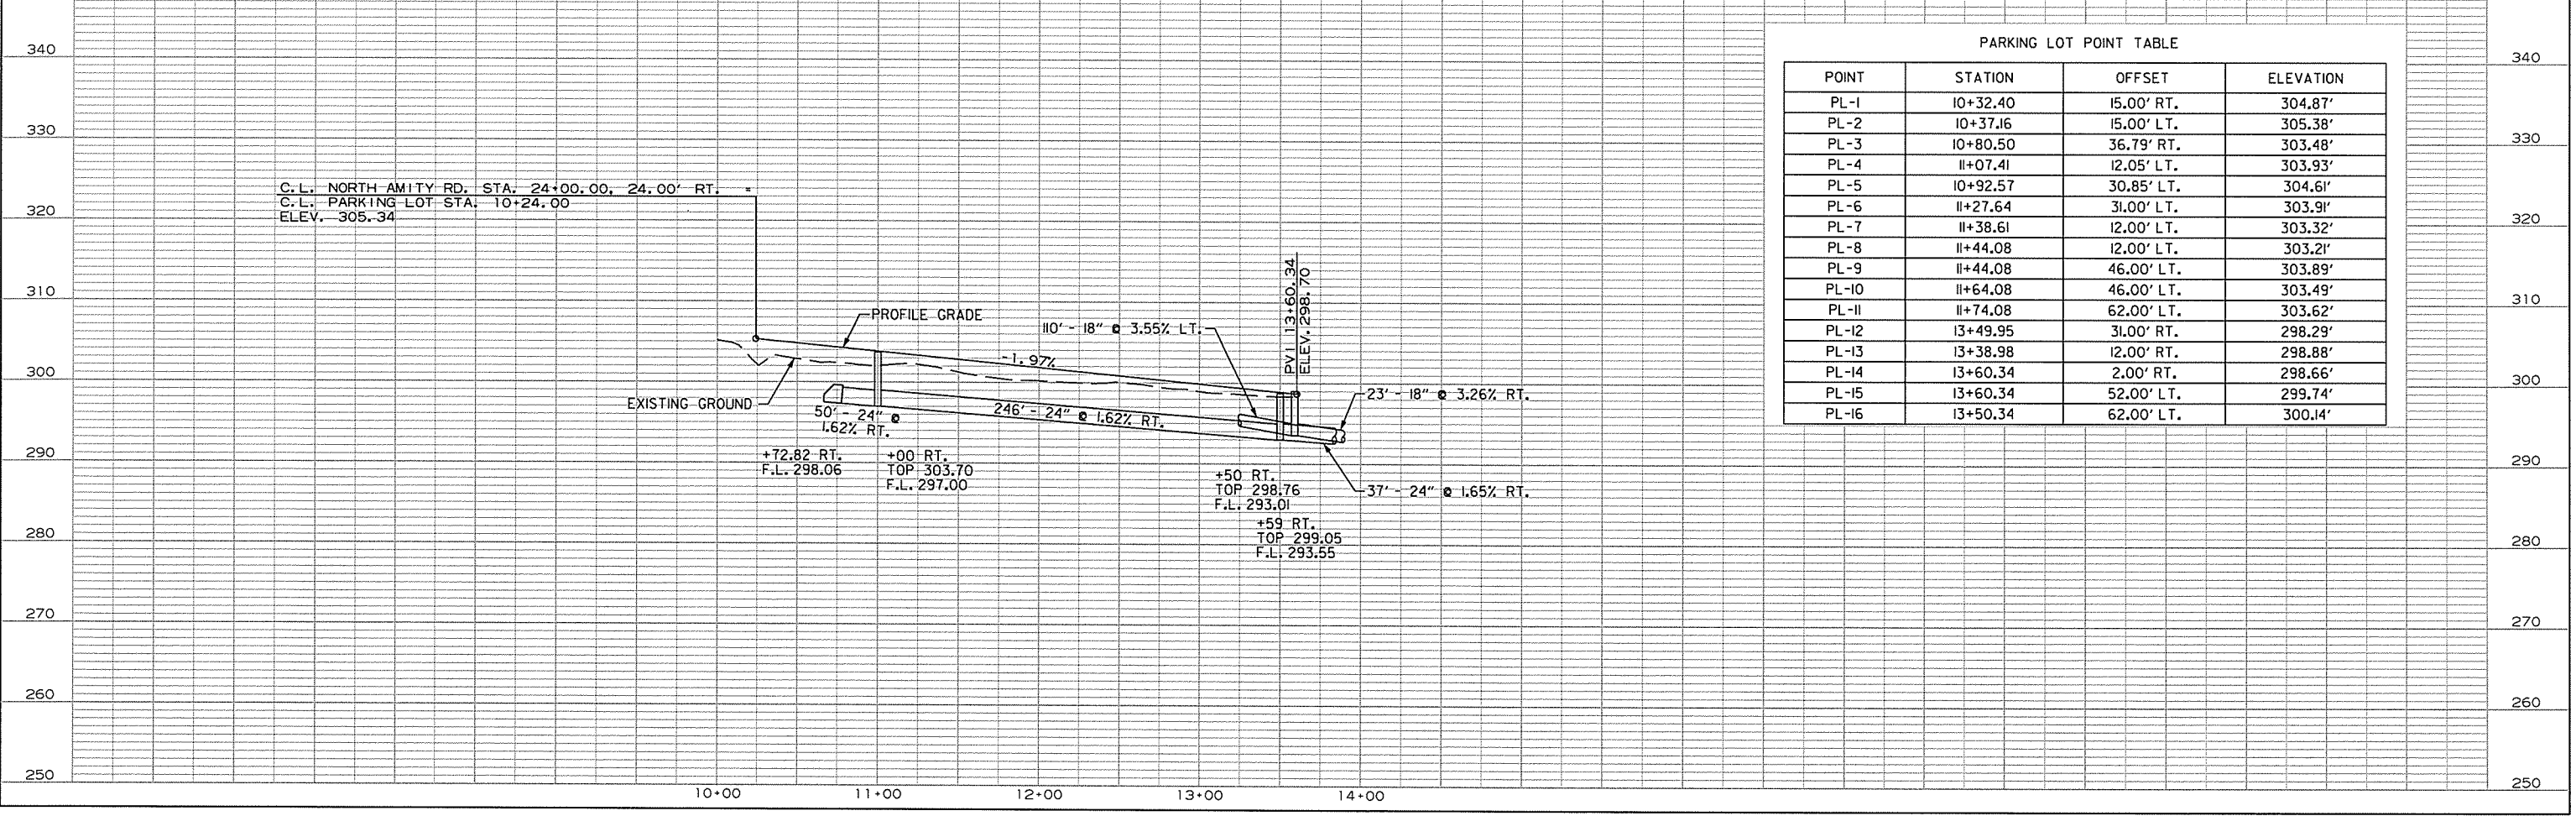 340
330
320
310
300
290
280
270
260
250
C.L. NORTH AMITY RD. STA. 24+00.00, 24.00' RT. =
C.L. PARKING LOT STA. 10+24.00
ELEV. 305.34
PROFILE GRADE
EXISTING GROUND
-1.97%
110' - 18" @ 3.55% LT.
PVI 13+60.34
ELEV. 298.70
50' - 24" @
1.62% RT.
246' - 24" @ 1.62% RT.
23' - 18" @ 3.26% RT.
37' - 24" @ 1.65% RT.
+72.82 RT.
F.L. 298.06
+00 RT.
TOP 303.70
F.L. 297.00
+50 RT.
TOP 298.76
F.L. 293.01
+59 RT.
TOP 299.05
F.L. 293.55
10+00 11+00 12+00 13+00 14+00
PARKING LOT POINT TABLE
POINT STATION OFFSET ELEVATION
PL-1 10+32.40 15.00' RT. 304.87'
PL-2 10+37.16 15.00' LT. 305.38'
PL-3 10+80.50 36.79' RT. 303.48'
PL-4 11+07.41 12.05' LT. 303.93'
PL-5 10+92.57 30.85' LT. 304.61'
PL-6 11+27.64 31.00' LT. 303.91'
PL-7 11+38.61 12.00' LT. 303.32'
PL-8 11+44.08 12.00' LT. 303.21'
PL-9 11+44.08 46.00' LT. 303.89'
PL-10 11+64.08 46.00' LT. 303.49'
PL-11 11+74.08 62.00' LT. 303.62'
PL-12 13+49.95 31.00' RT. 298.29'
PL-13 13+38.98 12.00' RT. 298.88'
PL-14 13+60.34 2.00' RT. 298.66'
PL-15 13+60.34 52.00' LT. 299.74'
PL-16 13+50.34 62.00' LT. 300.14'
340
330
320
310
300
290
280
270
260
250